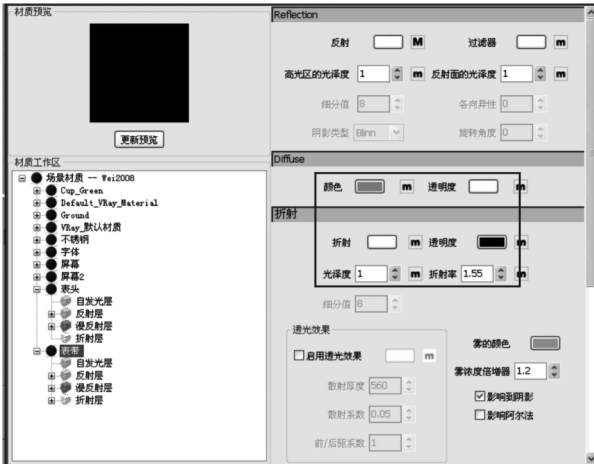 材质预览
更新预览
材质工作区
场景材质 -- Wei2008
Cup_Green
Default_VRay_Material
Ground
VRay_默认材质
不锈钢
字体
屏幕
屏幕2
表头
自发光层
反射层
漫反射层
折射层
表带
自发光层
反射层
漫反射层
折射层
Reflection
反射 M 过滤器 m
高光区的光泽度 1 m 反射面的光泽度 1 m
细分值 8 各向异性 0
阴影类型 Blinn 旋转角度 0
Diffuse
颜色 m 透明度 m
折射
折射 m 透明度 m
光泽度 1 m 折射率 1.55 m
细分值 8
透光效果
启用透光效果 m
散射厚度 560
散射系数 0.05
前/后驱系数 1
雾的颜色
雾浓度倍增器 1.2
影响到阴影
影响阿尔法